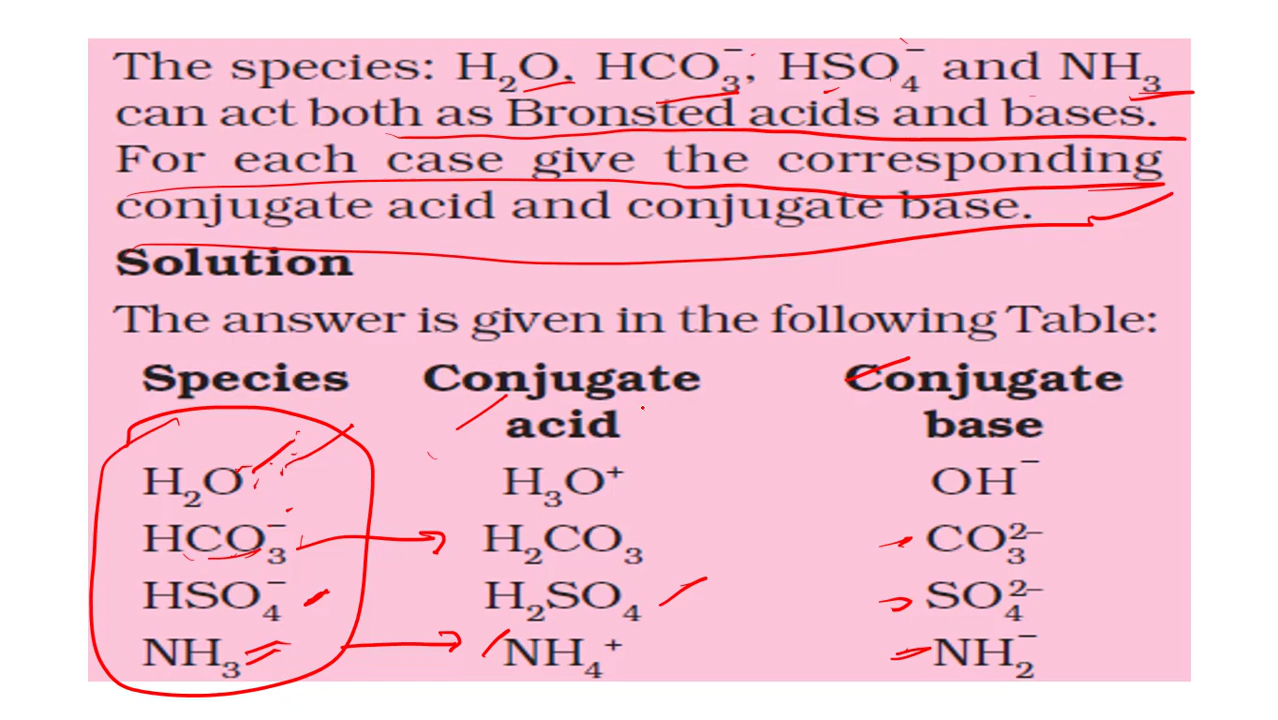 The species: H₂O, HCO₃⁻, HSO₄⁻ and NH₃
can act both as Bronsted acids and bases.
For each case give the corresponding
conjugate acid and conjugate base.
Solution
The answer is given in the following Table:
Species Conjugate acid Conjugate base
H₂O H₃O⁺ OH⁻
HCO₃⁻ H₂CO₃ CO₃²⁻
HSO₄⁻ H₂SO₄ SO₄²⁻
NH₃ NH₄⁺ NH₂⁻